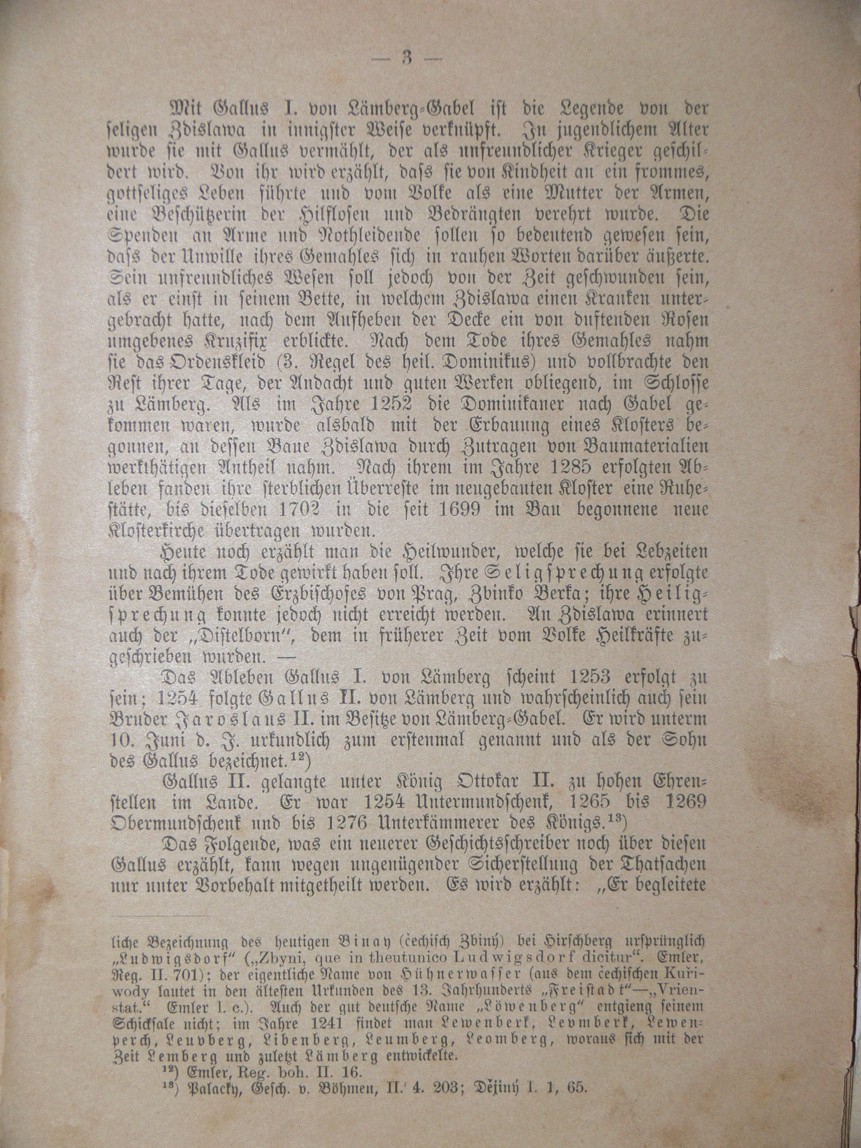 — 3 —
Mit Gallus I. von Lämberg-Gabel ist die Legende von der
seligen Zdislawa in innigster Weise verknüpft. In jugendlichem Alter
wurde sie mit Gallus vermählt, der als unfreundlicher Krieger geschil-
dert wird. Von ihr wird erzählt, dass sie von Kindheit an ein frommes,
gottseliges Leben führte und vom Volke als eine Mutter der Armen,
eine Beschützerin der Hilflosen und Bedrängten verehrt wurde. Die
Spenden an Arme und Nothleidende sollen so bedeutend gewesen sein,
dass der Unwille ihres Gemahles sich in rauhen Worten darüber äußerte.
Sein unfreundliches Wesen soll jedoch von der Zeit geschwunden sein,
als er einst in seinem Bette, in welchem Zdislawa einen Kranken unter-
gebracht hatte, nach dem Aufheben der Decke ein von duftenden Rosen
umgebenes Kruzifix erblickte. Nach dem Tode ihres Gemahles nahm
sie das Ordenskleid (3. Regel des heil. Dominikus) und vollbrachte den
Rest ihrer Tage, der Andacht und guten Werken obliegend, im Schlosse
zu Lämberg. Als im Jahre 1252 die Dominikaner nach Gabel ge-
kommen waren, wurde alsbald mit der Erbauung eines Klosters be-
gonnen, an dessen Baue Zdislawa durch Zutragen von Baumaterialien
werkthätigen Antheil nahm. Nach ihrem im Jahre 1285 erfolgten Ab-
leben fanden ihre sterblichen Überreste im neugebauten Kloster eine Ruhe-
stätte, bis dieselben 1702 in die seit 1699 im Bau begonnene neue
Klosterkirche übertragen wurden.
Heute noch erzählt man die Heilwunder, welche sie bei Lebzeiten
und nach ihrem Tode gewirkt haben soll. Ihre Seligsprechung erfolgte
über Bemühen des Erzbischofes von Prag, Zbinko Berka; ihre Heilig-
sprechung konnte jedoch nicht erreicht werden. An Zdislawa erinnert
auch der „Distelborn", dem in früherer Zeit vom Volke Heilkräfte zu-
geschrieben wurden. —
Das Ableben Gallus I. von Lämberg scheint 1253 erfolgt zu
sein; 1254 folgte Gallus II. von Lämberg und wahrscheinlich auch sein
Bruder Jaroslaus II. im Besitze von Lämberg-Gabel. Er wird unterm
10. Juni d. J. urkundlich zum erstenmal genannt und als der Sohn
des Gallus bezeichnet.¹²)
Gallus II. gelangte unter König Ottokar II. zu hohen Ehren-
stellen im Lande. Er war 1254 Untermundschenk, 1265 bis 1269
Obermundschenk und bis 1276 Unterkämmerer des Königs.¹³)
Das Folgende, was ein neuerer Geschichtsschreiber noch über diesen
Gallus erzählt, kann wegen ungenügender Sicherstellung der Thatsachen
nur unter Vorbehalt mitgetheilt werden. Es wird erzählt: „Er begleitete
liche Bezeichnung des heutigen Binay (čechisch Zbiný) bei Hirschberg ursprünglich
„Ludwigsdorf" („Zbyni, que in theutunico Ludwigsdorf dicitur". Emler,
Reg. II. 701); der eigentliche Name von Hühnerwasser (aus dem čechischen Kuři-
wody lautet in den ältesten Urkunden des 13. Jahrhunderts „Freistadt"—„Vrien-
stat." Emler l. c.). Auch der gut deutsche Name „Löwenberg" entgieng seinem
Schicksale nicht; im Jahre 1241 findet man Lewenberk, Levmberk, Lewen-
perch, Leuvberg, Libenberg, Leumberg, Leomberg, woraus sich mit der
Zeit Lemberg und zuletzt Lämberg entwickelte.
¹²) Emler, Reg. boh. II. 16.
¹³) Palacky, Gesch. v. Böhmen, II. 4. 203; Dějiný I. 1, 65.